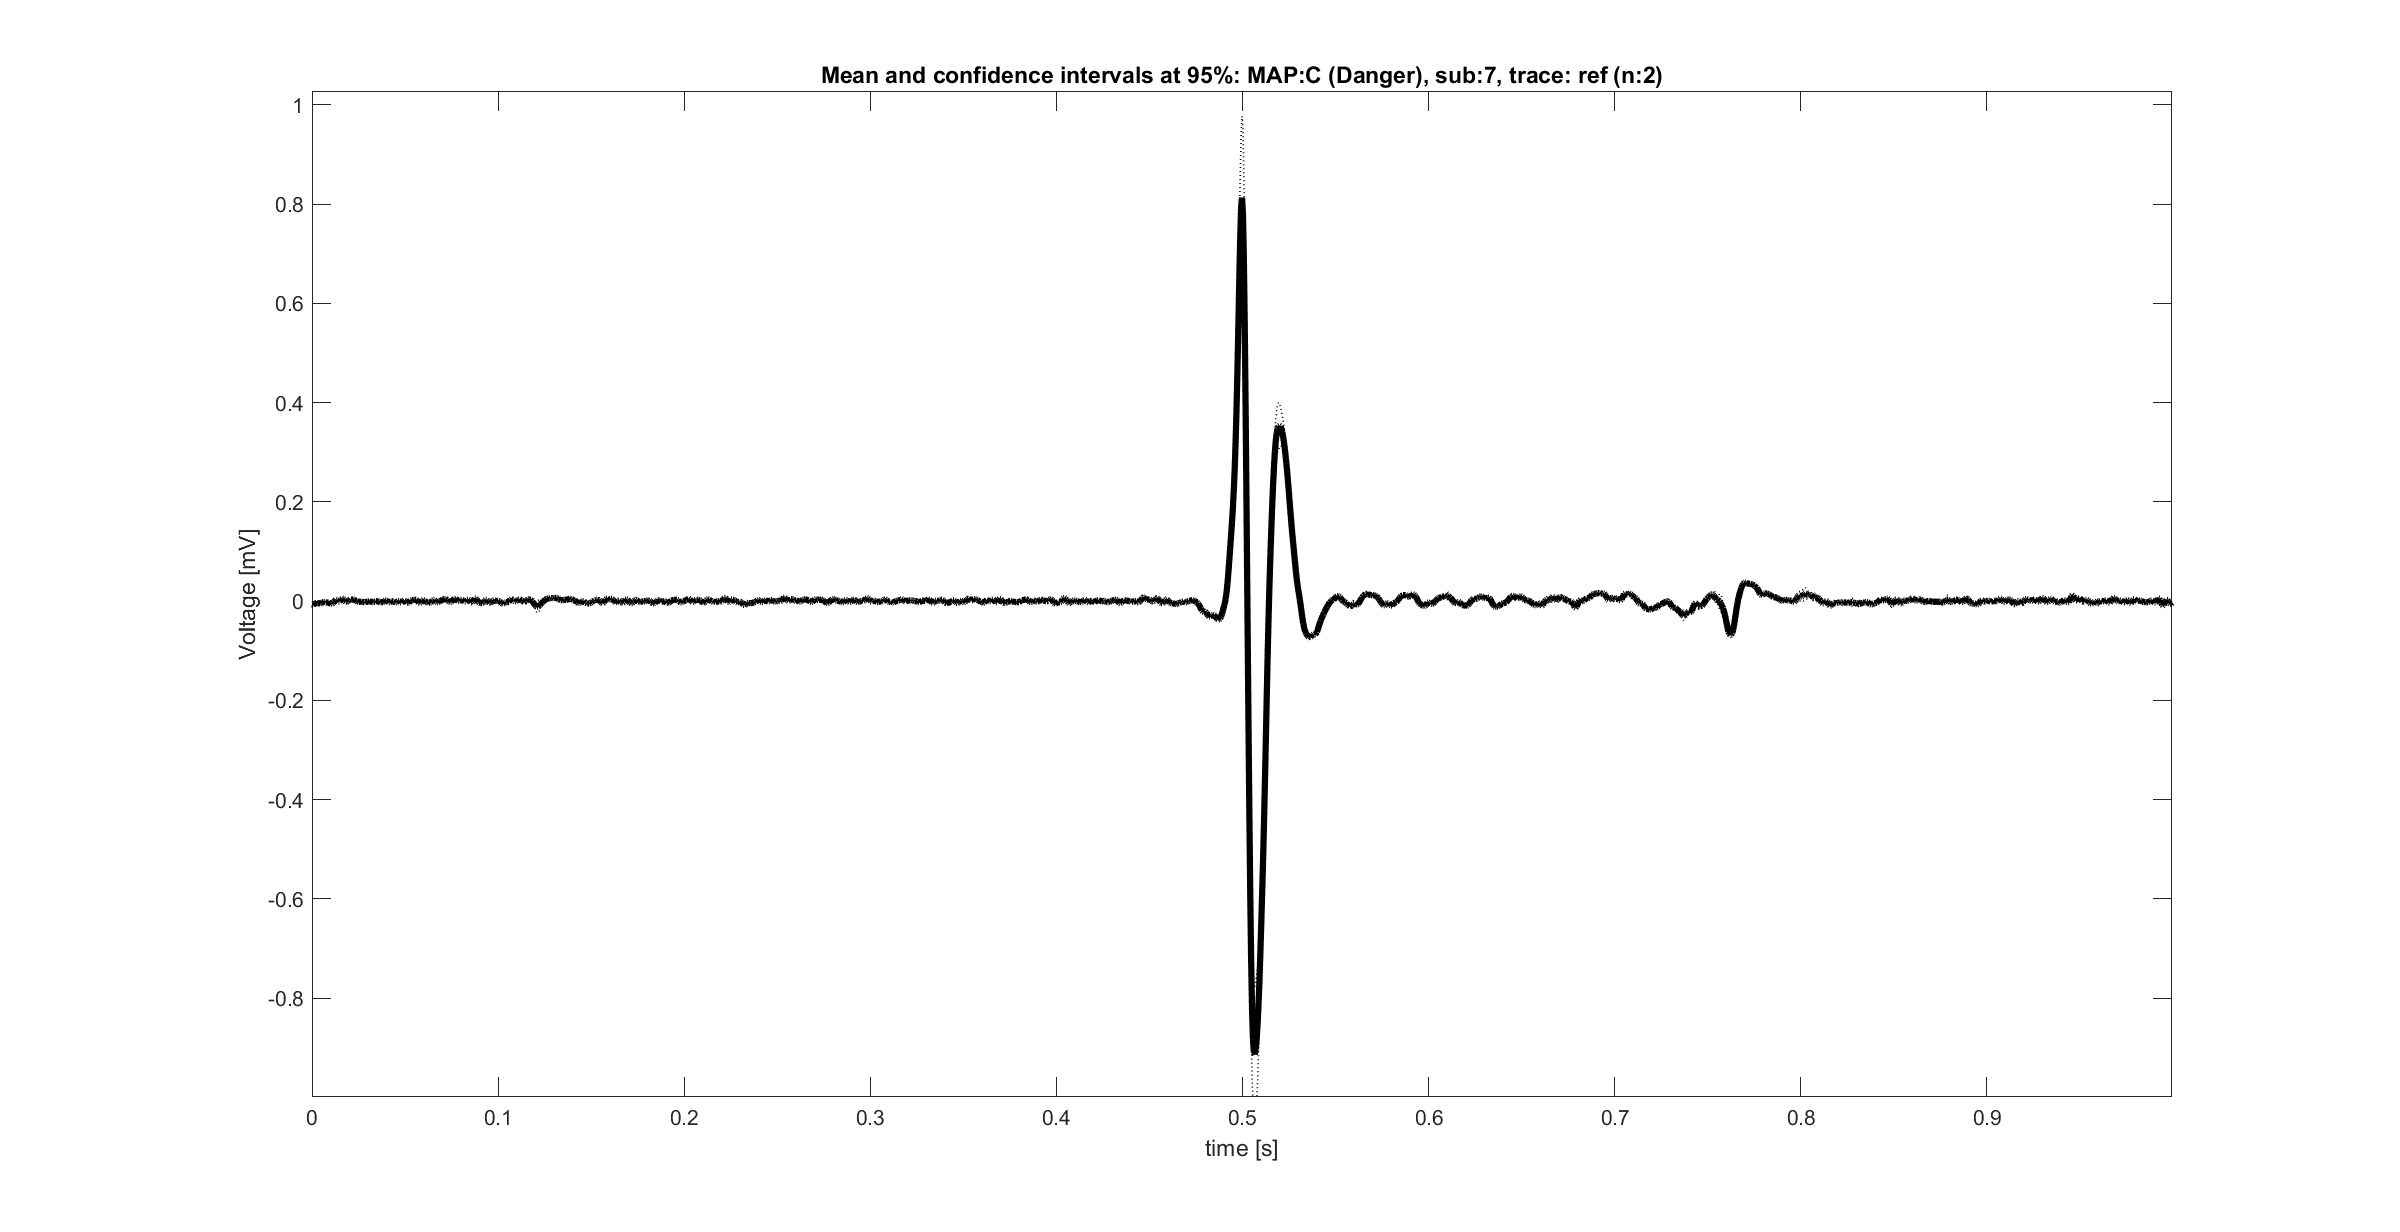 Mean and confidence intervals at 95%: MAP:C (Danger), sub:7, trace: ref (n:2)
1
0.8
0.6
0.4
0.2
0
-0.2
-0.4
-0.6
-0.8
Voltage [mV]
0 0.1 0.2 0.3 0.4 0.5 0.6 0.7 0.8 0.9
time [s]